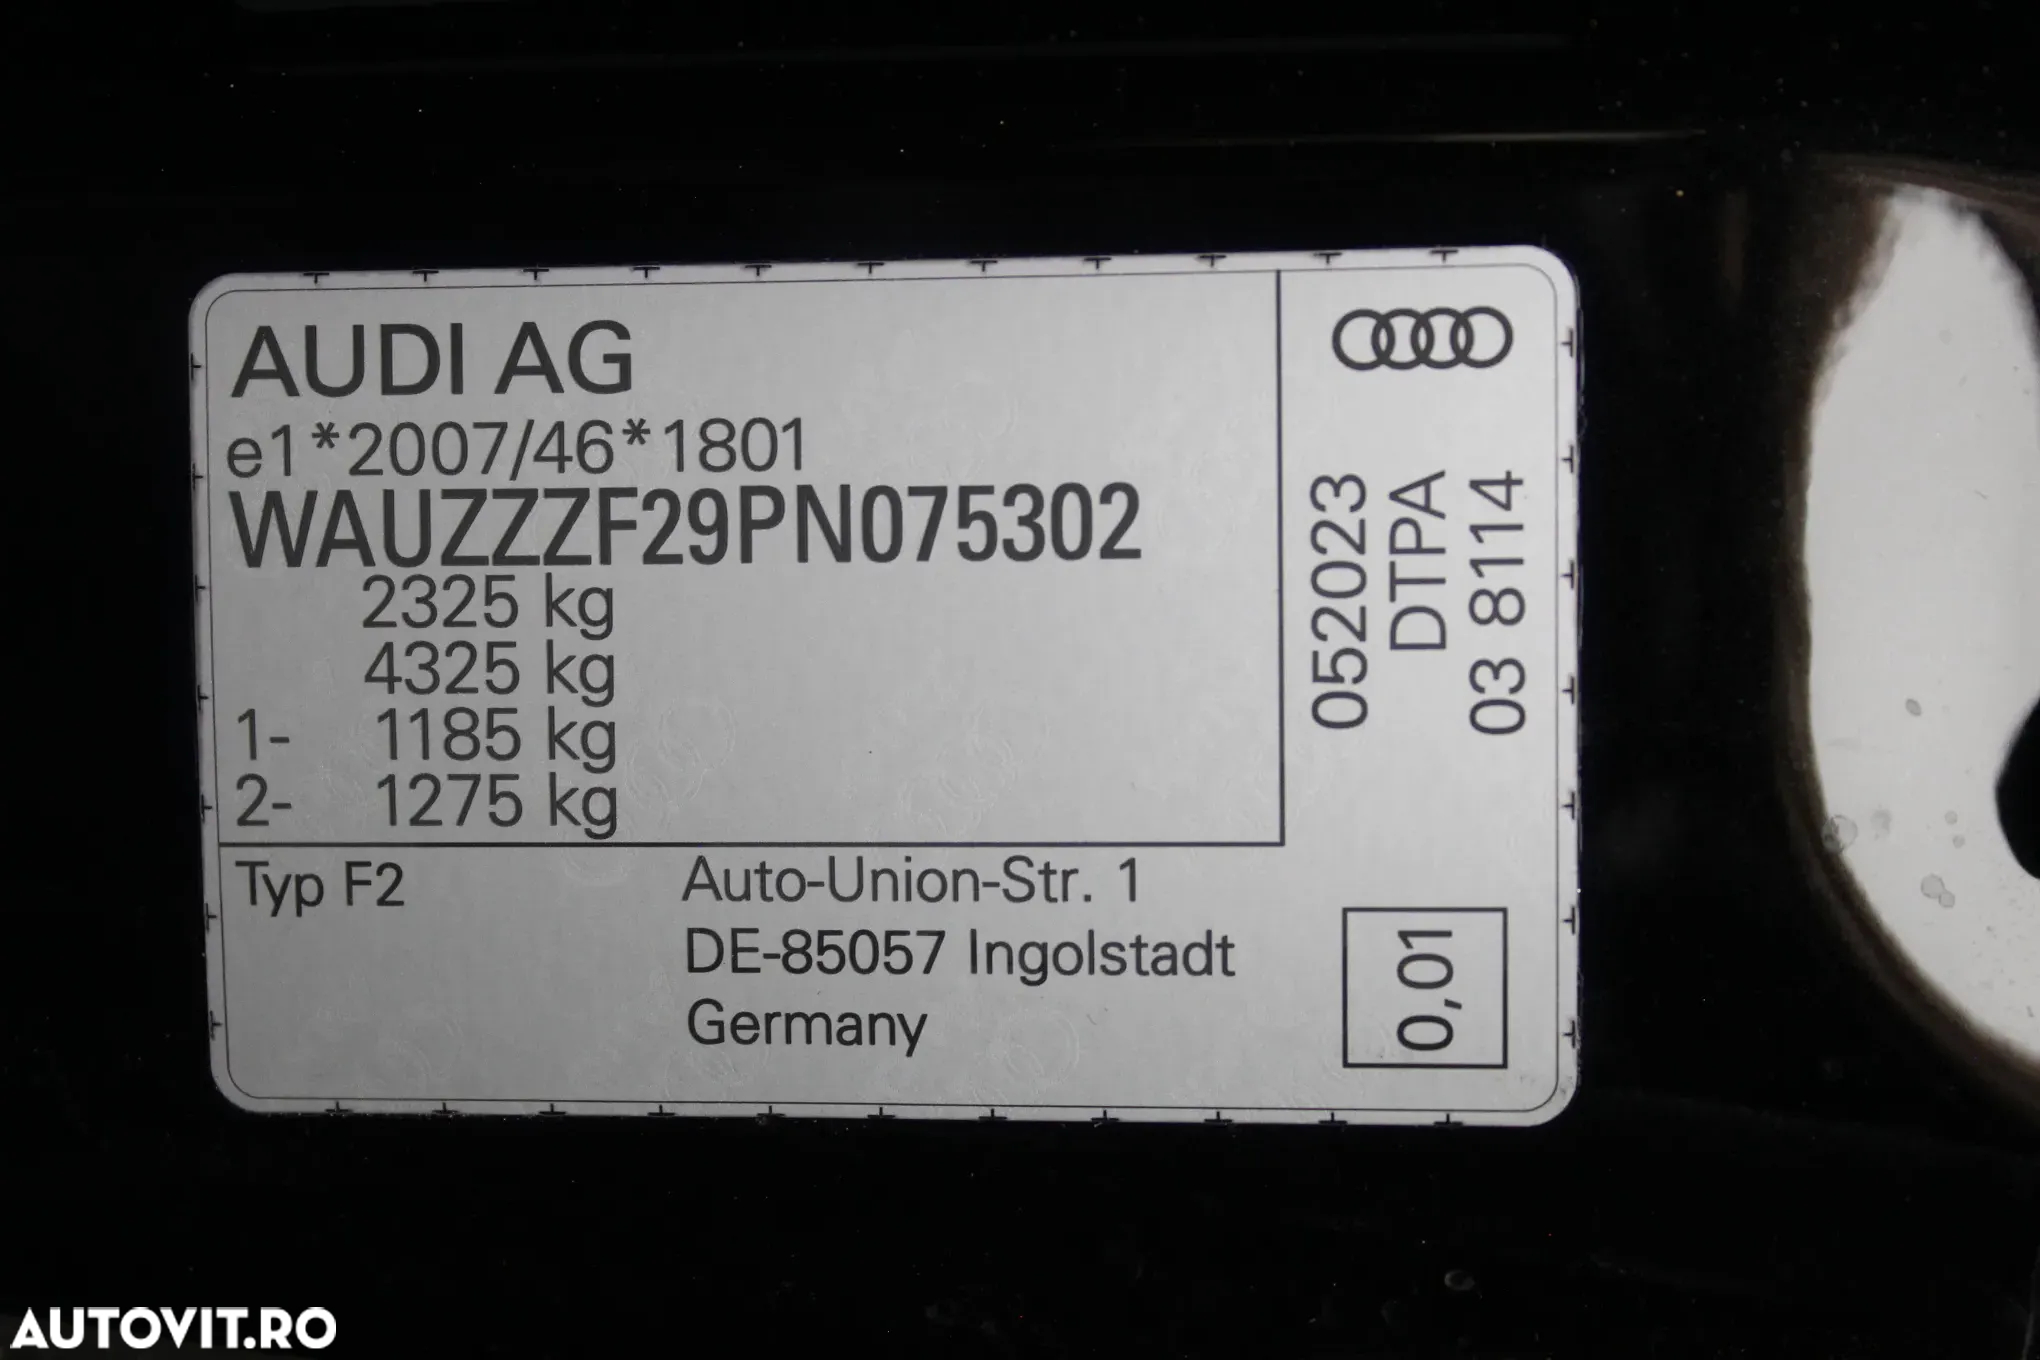 AUDI AG
e1*2007/46*1801
WAUZZZF29PN075302
2325 kg
4325 kg
1- 1185 kg
2- 1275 kg
Typ F2
Auto-Union-Str. 1
DE-85057 Ingolstadt
Germany
052023
DTPA
03 8114
0,01
AUTOVIT.RO